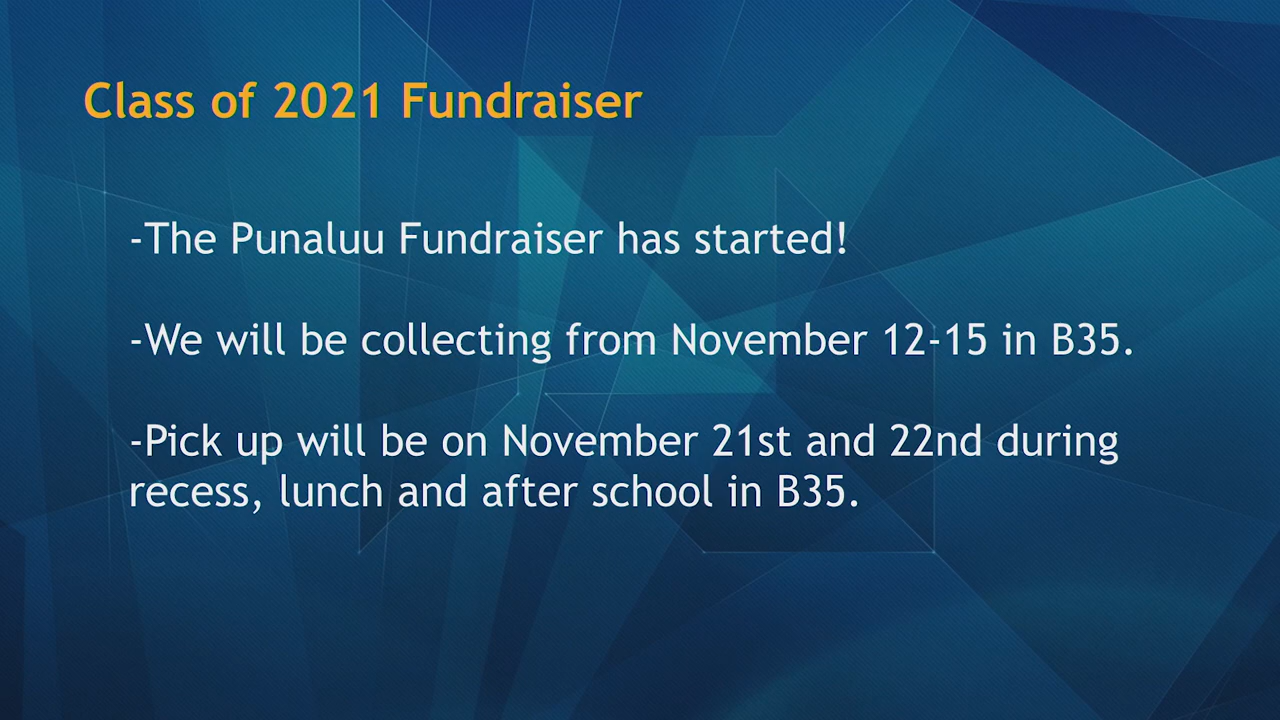 Class of 2021 Fundraiser
-The Punaluu Fundraiser has started!
-We will be collecting from November 12-15 in B35.
-Pick up will be on November 21st and 22nd during
recess, lunch and after school in B35.